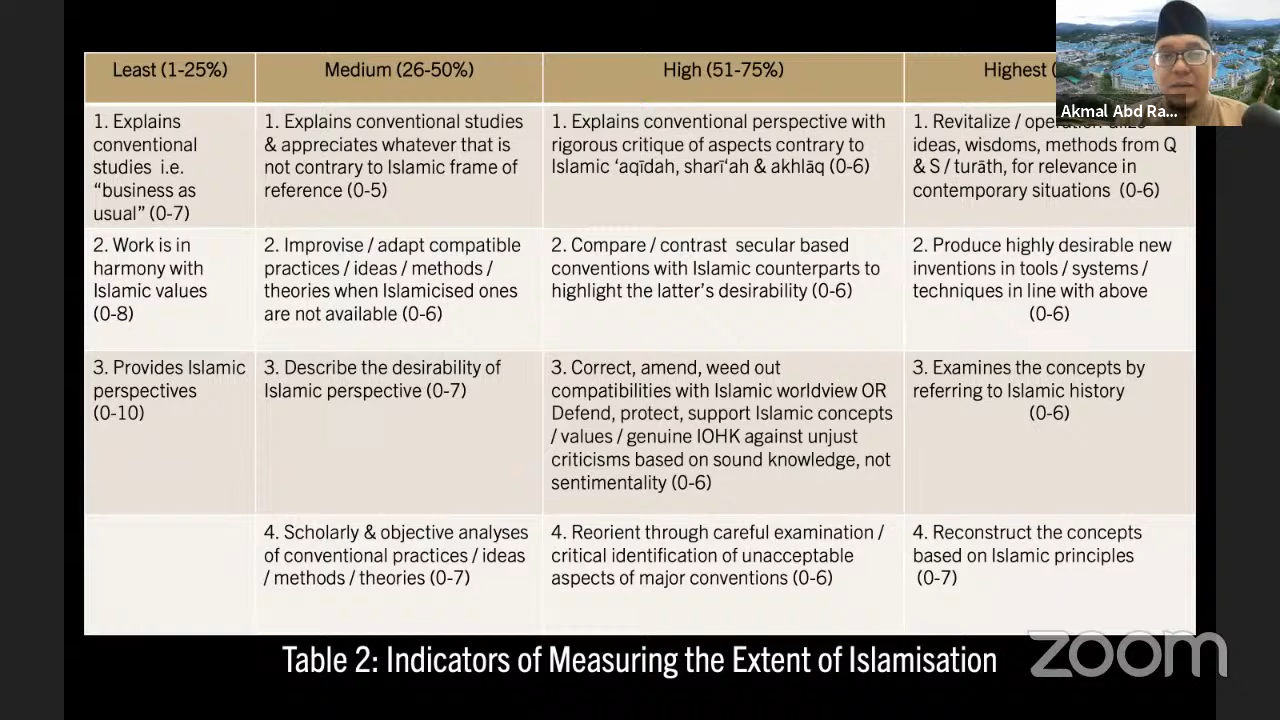 Least (1-25%)
Medium (26-50%)
High (51-75%)
Highest (
Akmal Abd Ra...
1. Explains
conventional
studies i.e.
“business as
usual” (0-7)
1. Explains conventional studies
& appreciates whatever that is
not contrary to Islamic frame of
reference (0-5)
1. Explains conventional perspective with
rigorous critique of aspects contrary to
Islamic ‘aqīdah, sharī‘ah & akhlāq (0-6)
1. Revitalize /
ideas, wisdoms, methods from Q
& S / turāth, for relevance in
contemporary situations (0-6)
2. Work is in
harmony with
Islamic values
(0-8)
2. Improvise / adapt compatible
practices / ideas / methods /
theories when Islamicised ones
are not available (0-6)
2. Compare / contrast secular based
conventions with Islamic counterparts to
highlight the latter’s desirability (0-6)
2. Produce highly desirable new
inventions in tools / systems /
techniques in line with above
(0-6)
3. Provides Islamic
perspectives
(0-10)
3. Describe the desirability of
Islamic perspective (0-7)
3. Correct, amend, weed out
compatibilities with Islamic worldview OR
Defend, protect, support Islamic concepts
/ values / genuine IOHK against unjust
criticisms based on sound knowledge, not
sentimentality (0-6)
3. Examines the concepts by
referring to Islamic history
(0-6)
4. Scholarly & objective analyses
of conventional practices / ideas
/ methods / theories (0-7)
4. Reorient through careful examination /
critical identification of unacceptable
aspects of major conventions (0-6)
4. Reconstruct the concepts
based on Islamic principles
(0-7)
Table 2: Indicators of Measuring the Extent of Islamisation
zoom